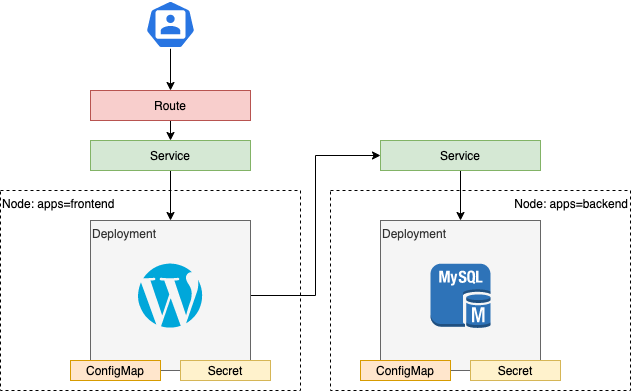 Route
Service
Service
Node: apps=frontend
Node: apps=backend
Deployment
Deployment
W
MySQL
M
ConfigMap
Secret
ConfigMap
Secret